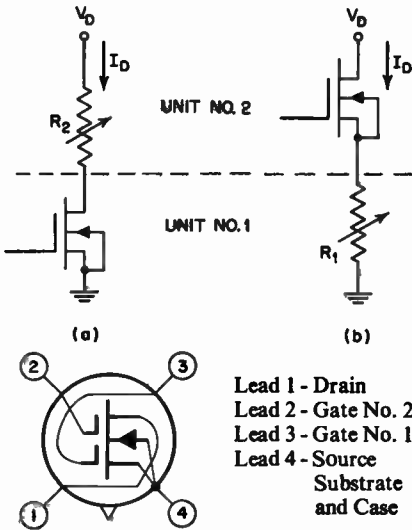 V_D
V_D
I_D
I_D
R_2
UNIT NO. 2
UNIT NO. 1
R_1
(a)
(b)
2
3
1
4
Lead 1 - Drain
Lead 2 - Gate No. 2
Lead 3 - Gate No. 1
Lead 4 - Source
Substrate
and Case